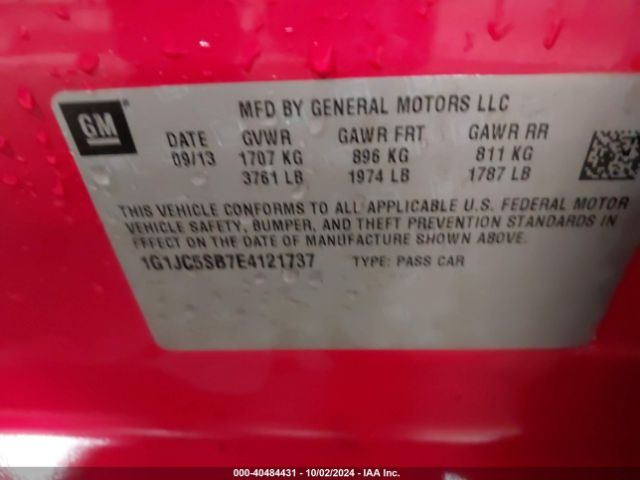 GM
MFD BY GENERAL MOTORS LLC
DATE GVWR GAWR FRT GAWR RR
09/13 1707 KG 896 KG 811 KG
3761 LB 1974 LB 1787 LB
THIS VEHICLE CONFORMS TO ALL APPLICABLE U.S. FEDERAL MOTOR
VEHICLE SAFETY, BUMPER, AND THEFT PREVENTION STANDARDS IN
EFFECT ON THE DATE OF MANUFACTURE SHOWN ABOVE.
1G1JC5SB7E4121737 TYPE: PASS CAR
000-40484431 - 10/02/2024 - IAA Inc.